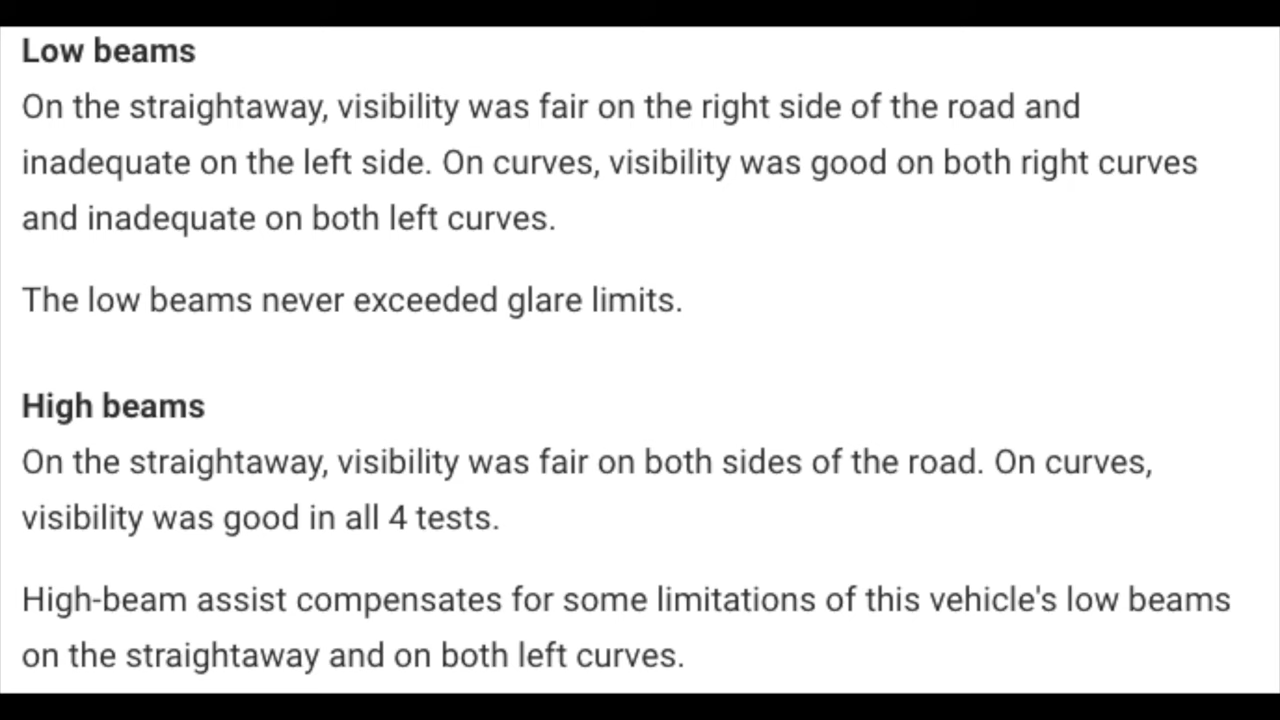 Low beams
On the straightaway, visibility was fair on the right side of the road and
inadequate on the left side. On curves, visibility was good on both right curves
and inadequate on both left curves.
The low beams never exceeded glare limits.
High beams
On the straightaway, visibility was fair on both sides of the road. On curves,
visibility was good in all 4 tests.
High-beam assist compensates for some limitations of this vehicle's low beams
on the straightaway and on both left curves.